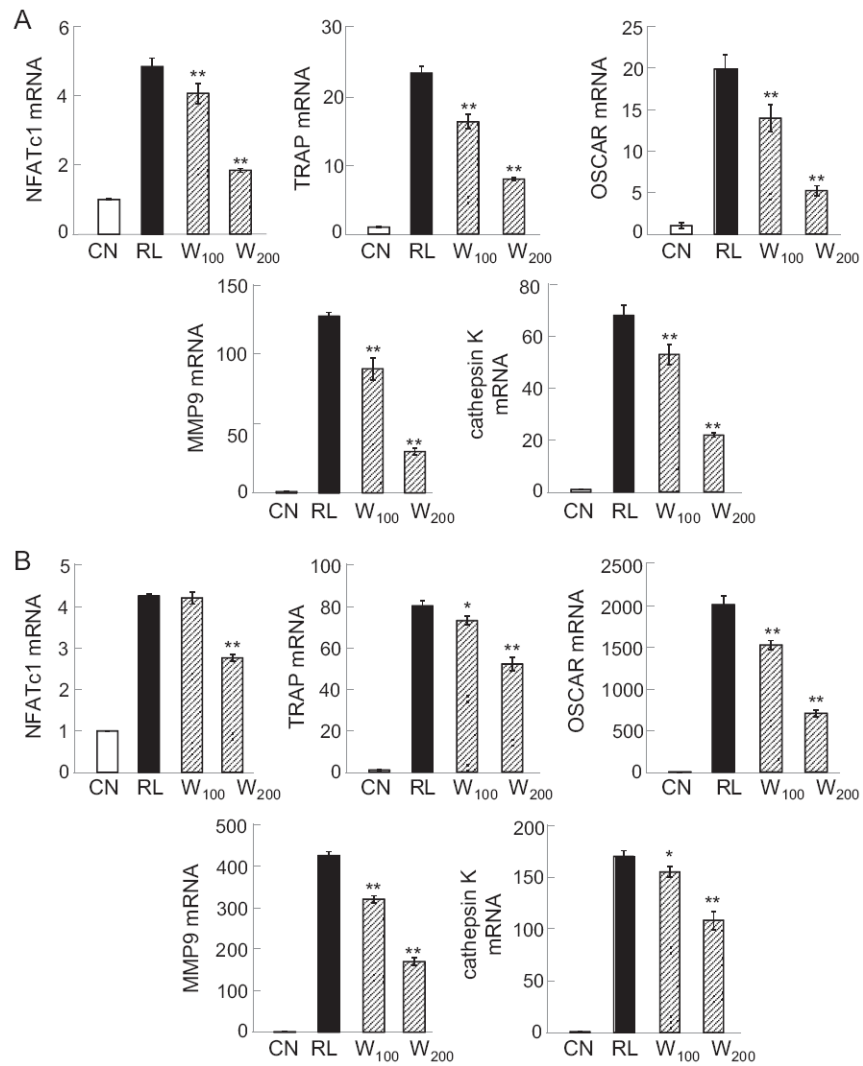 A
NFATc1 mRNA
6
4
2
0
**
**
CN RL W100 W200
TRAP mRNA
30
20
10
0
**
**
CN RL W100 W200
OSCAR mRNA
25
20
15
10
5
0
**
**
CN RL W100 W200
MMP9 mRNA
150
100
50
0
**
**
CN RL W100 W200
cathepsin K
mRNA
80
60
40
20
0
**
**
CN RL W100 W200
B
NFATc1 mRNA
5
4
3
2
1
0
**
CN RL W100 W200
TRAP mRNA
100
80
60
40
20
0
*
**
CN RL W100 W200
OSCAR mRNA
2500
2000
1500
1000
500
0
**
**
CN RL W100 W200
MMP9 mRNA
500
400
300
200
100
0
**
**
CN RL W100 W200
cathepsin K
mRNA
200
150
100
50
0
*
**
CN RL W100 W200